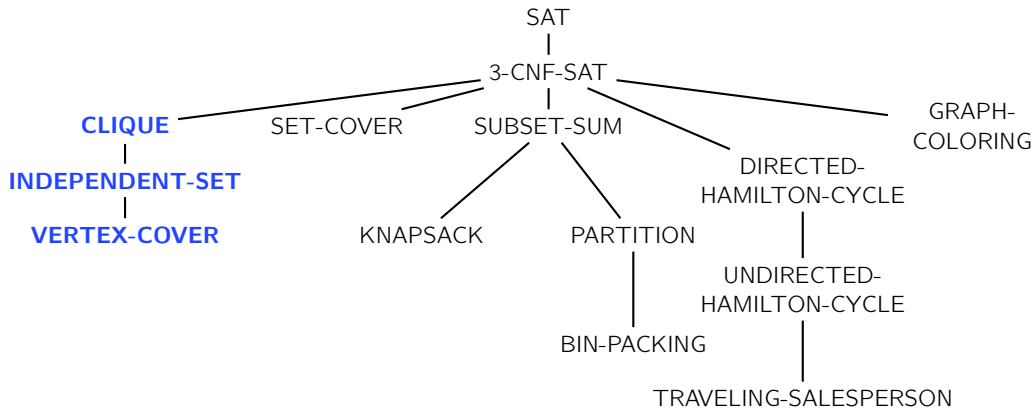 SAT
3-CNF-SAT
CLIQUE
SET-COVER
SUBSET-SUM
GRAPH-
COLORING
INDEPENDENT-SET
DIRECTED-
HAMILTON-CYCLE
VERTEX-COVER
KNAPSACK
PARTITION
UNDIRECTED-
HAMILTON-CYCLE
BIN-PACKING
TRAVELING-SALESPERSON